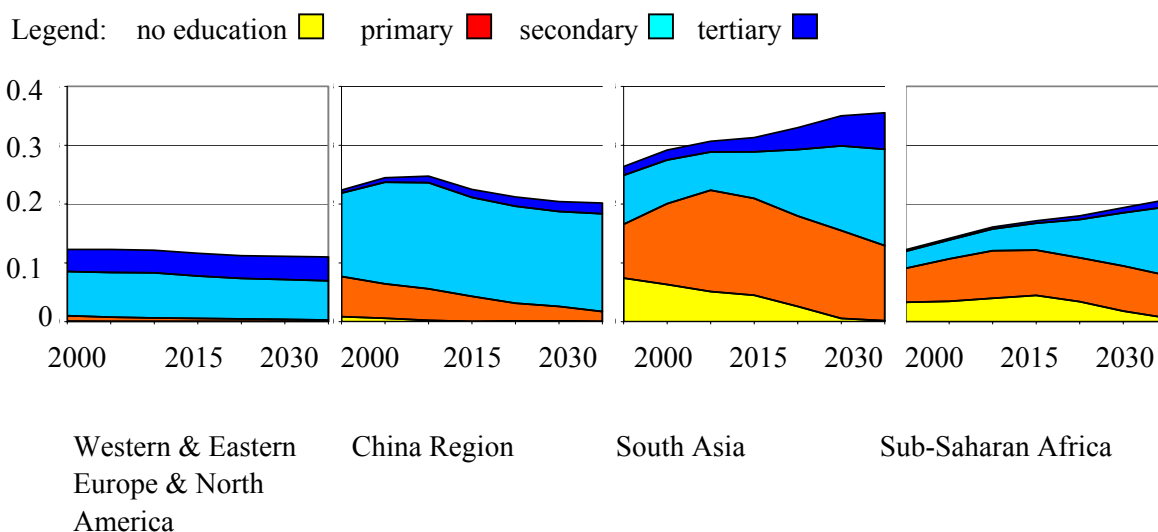 Legend: no education primary secondary tertiary
0.4
0.3
0.2
0.1
0
2000 2015 2030 2000 2015 2030 2000 2015 2030 2000 2015 2030
Western & Eastern
Europe & North
America
China Region
South Asia
Sub-Saharan Africa